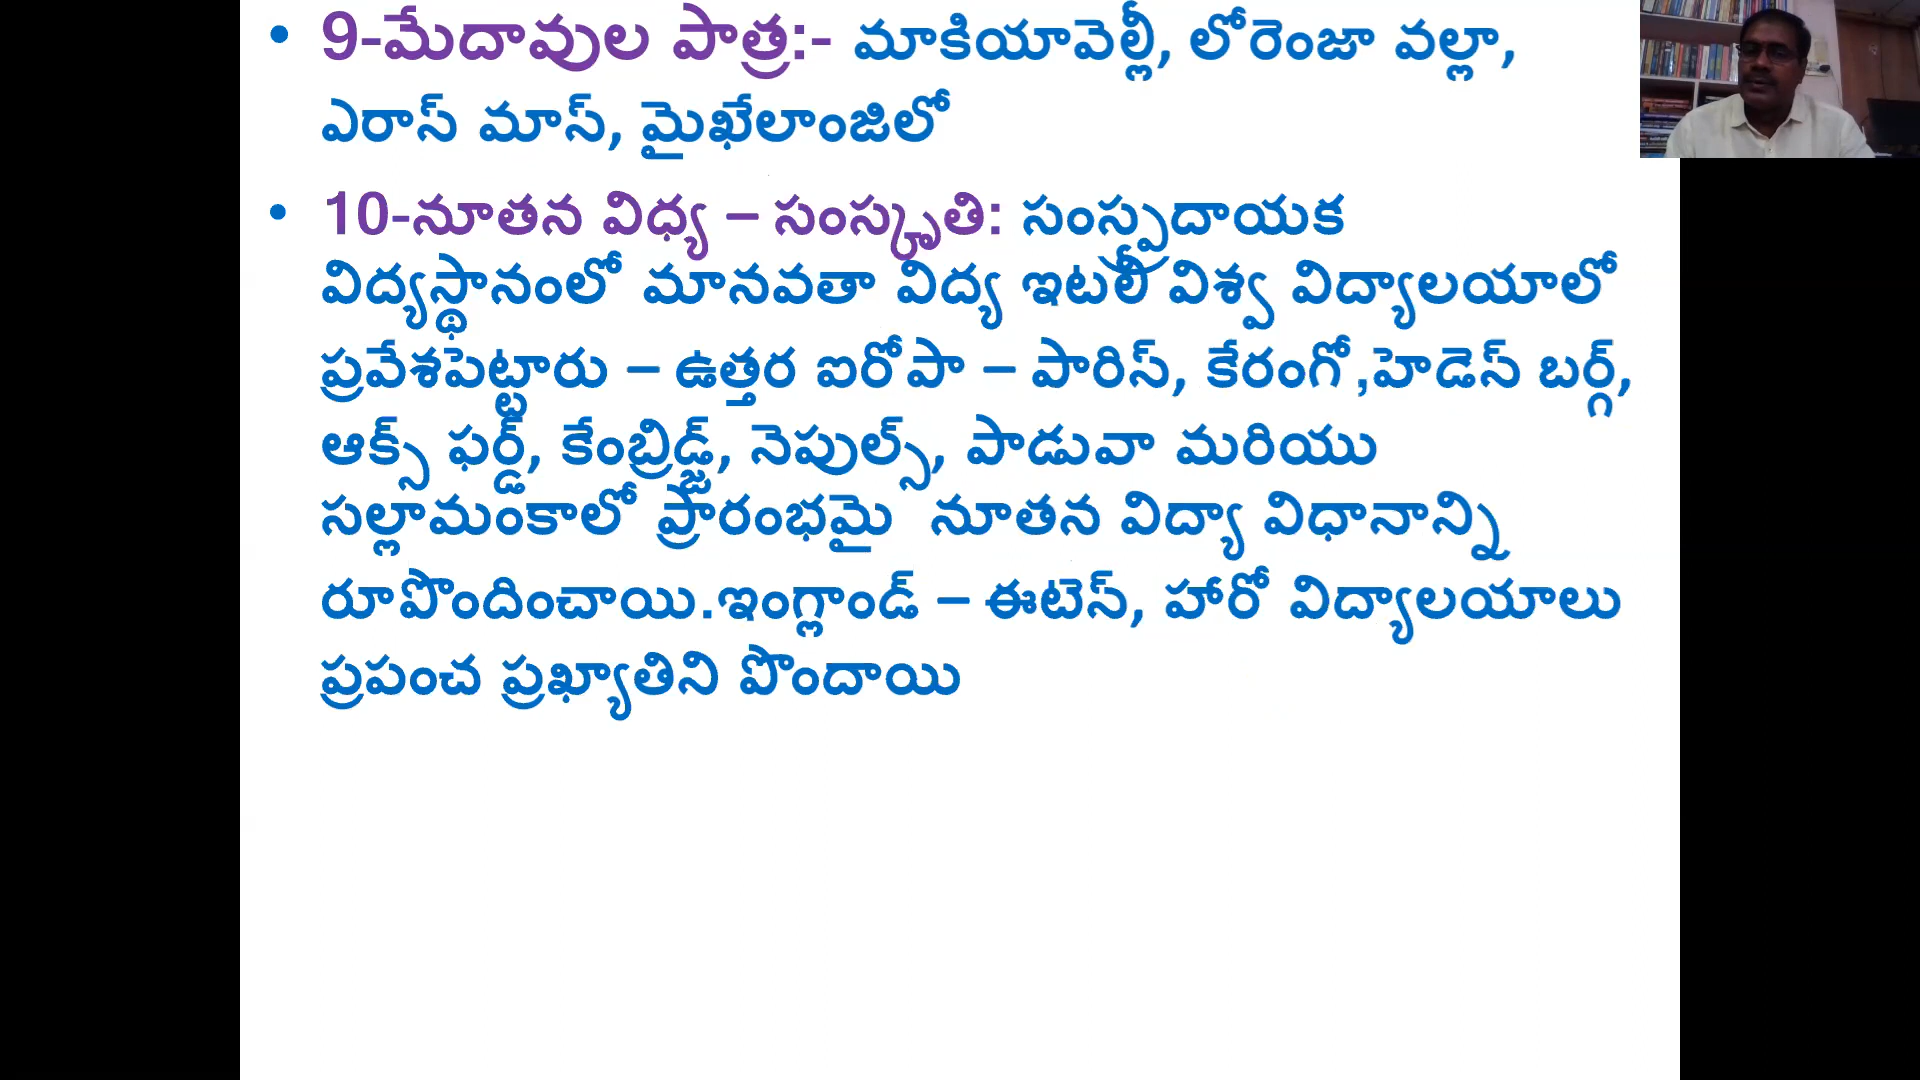 • 9-మేదావుల పాత్ర:- మాకియావెల్లీ, లోరెంజా వల్లా,
ఎరాస్ మాస్, మైఖేలాంజిలో
• 10-నూతన విధ్య – సంస్కృతి: సంస్ప్రదాయక
విద్యస్థానంలో మానవతా విద్య ఇటలీ విశ్వ విద్యాలయాలో
ప్రవేశపెట్టారు – ఉత్తర ఐరోపా – పారిస్, కేరంగో,హెడెస్ బర్గ్,
ఆక్స్ ఫర్డ్, కేంబ్రిడ్జ్, నెపుల్స్, పాడువా మరియు
సల్లామంకాలో ప్రారంభమై నూతన విద్యా విధానాన్ని
రూపొందించాయి.ఇంగ్లాండ్ – ఈటెన్, హారో విద్యాలయాలు
ప్రపంచ ప్రఖ్యాతిని పొందాయి